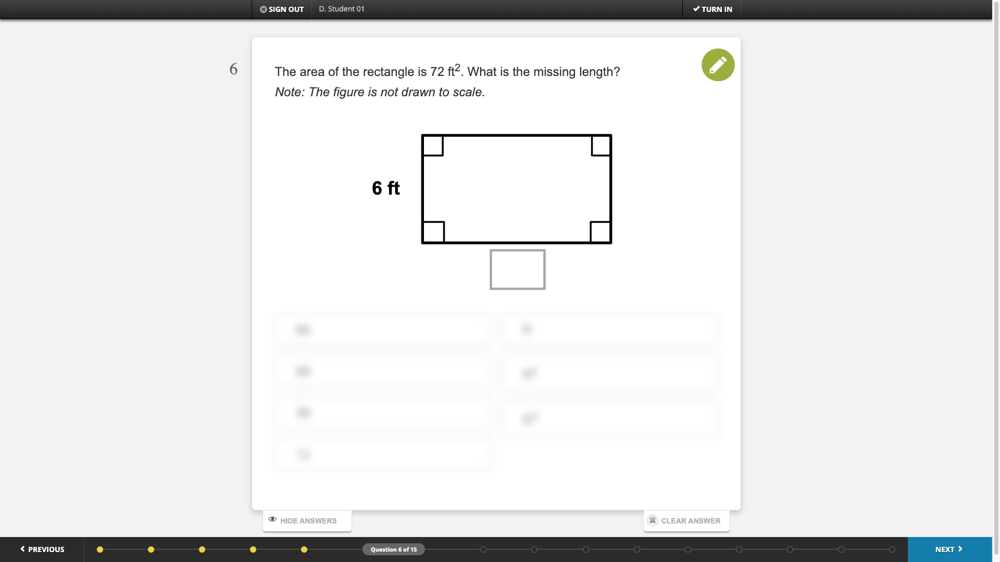 SIGN OUT
D. Student 01
TURN IN
6
The area of the rectangle is 72 ft². What is the missing length?
Note: The figure is not drawn to scale.
6 ft
HIDE ANSWERS
CLEAR ANSWER
PREVIOUS
Question 6 of 15
NEXT